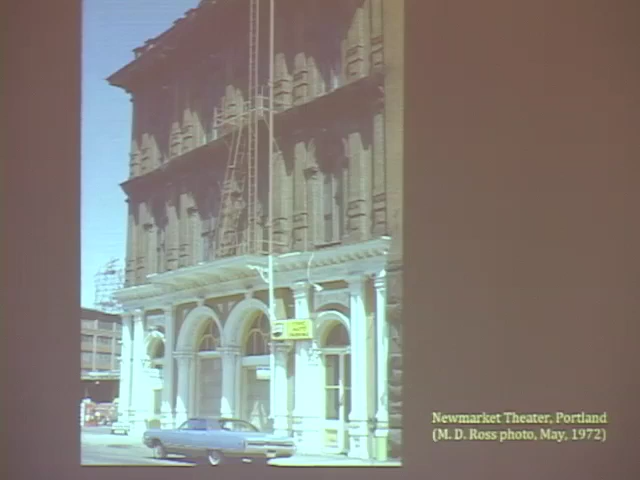 Newmarket Theater, Portland
(M. D. Ross photo, May, 1972)